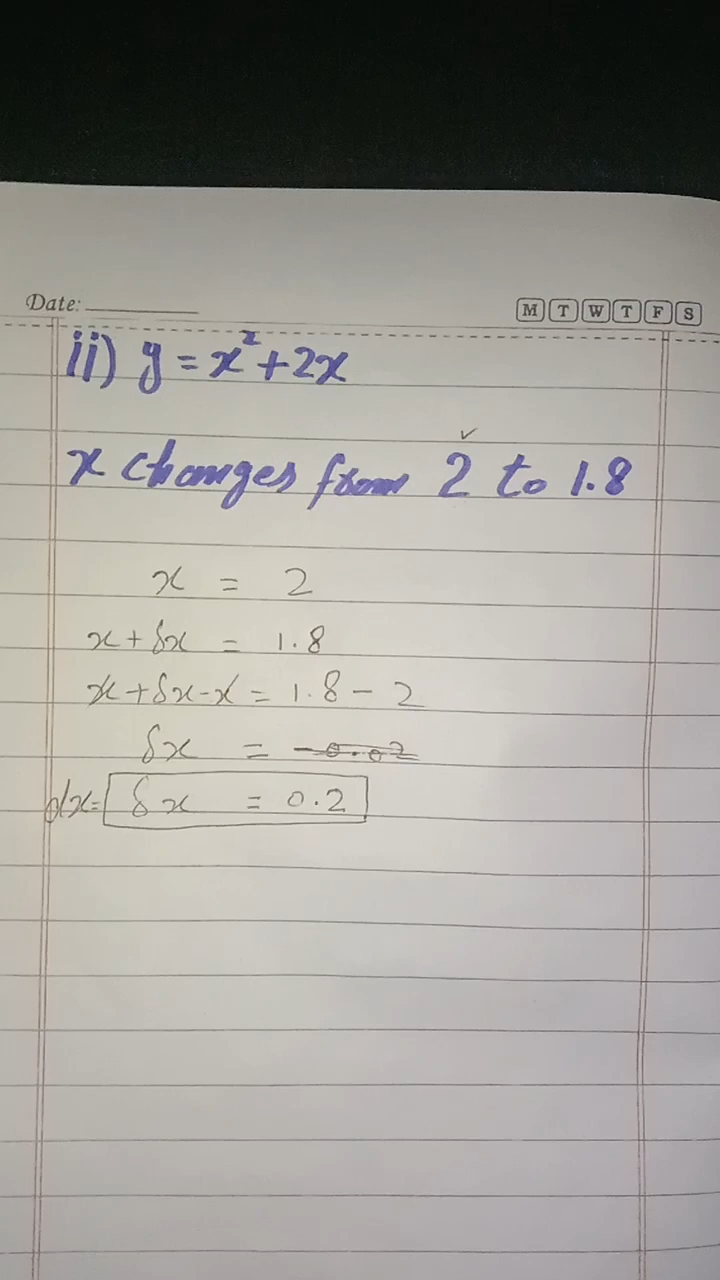 Date:
M T W T F S
ii) y = x² + 2x
x changes from 2 to 1.8
x = 2
x + δx = 1.8
x + δx - x = 1.8 - 2
δx = -0.02
dx = δx = 0.2